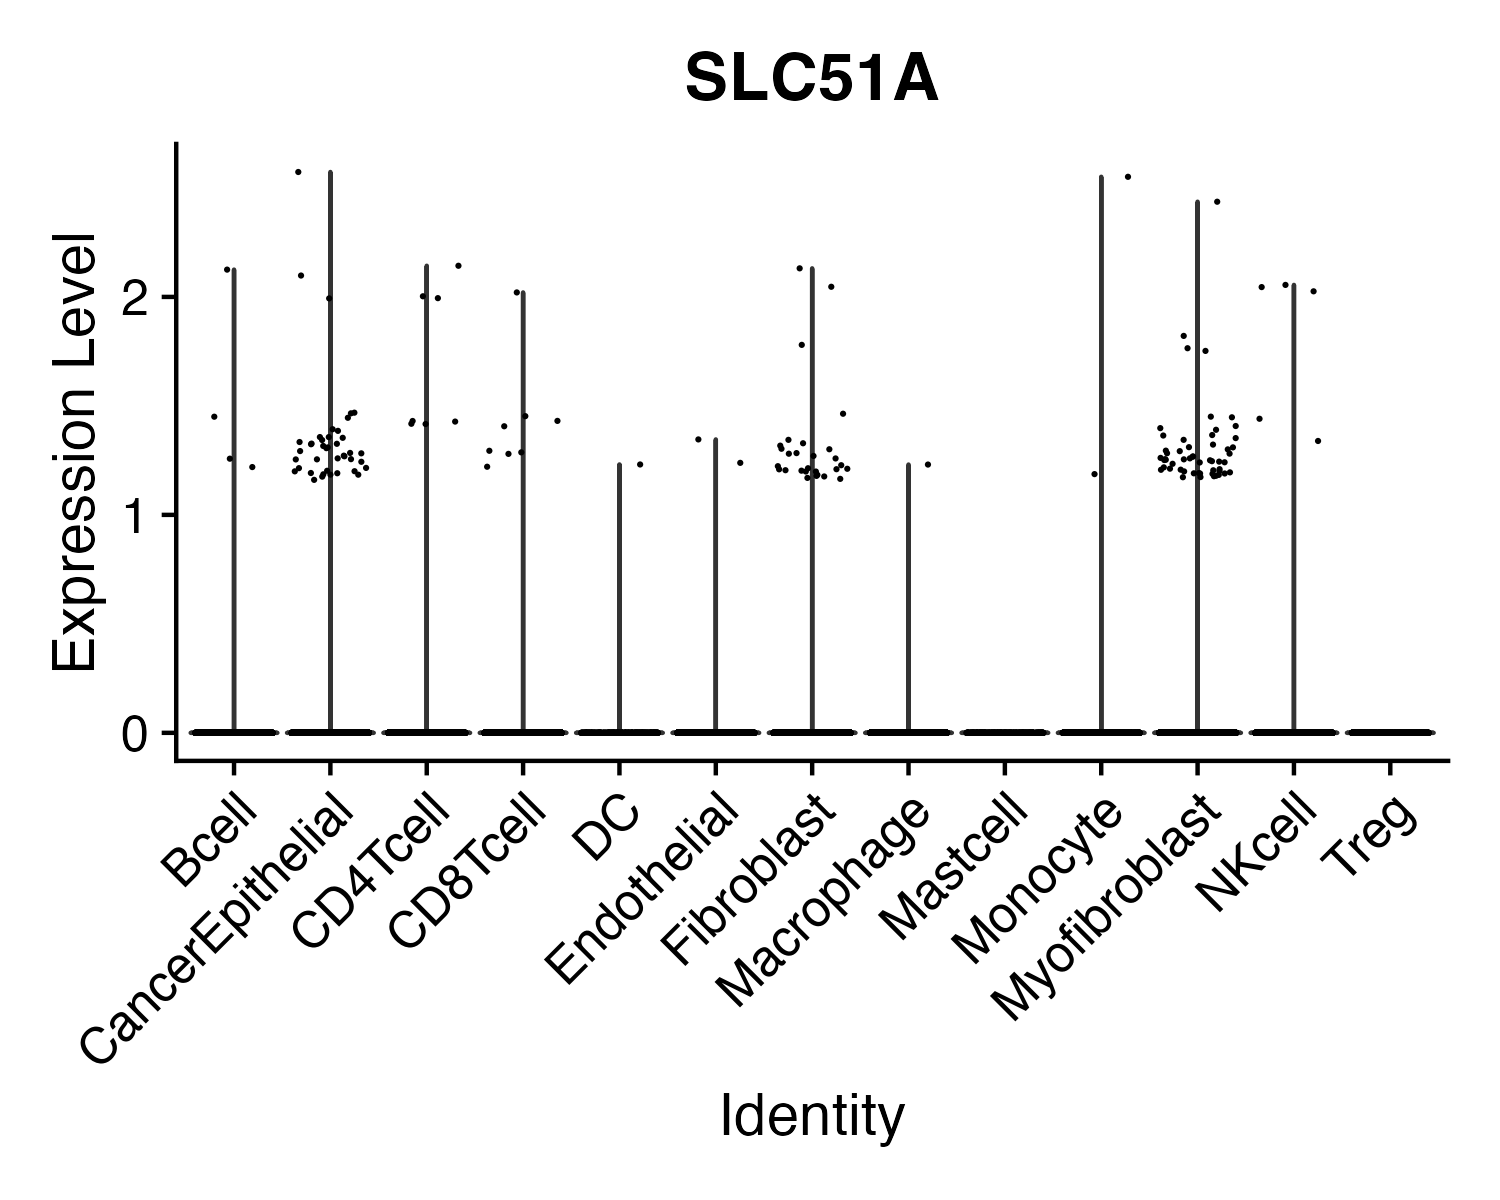 SLC51A
Expression Level
2
1
0
Bcell
CancerEpithelial
CD4Tcell
CD8Tcell
DC
Endothelial
Fibroblast
Macrophage
Mastcell
Monocyte
Myofibroblast
NKcell
Treg
Identity